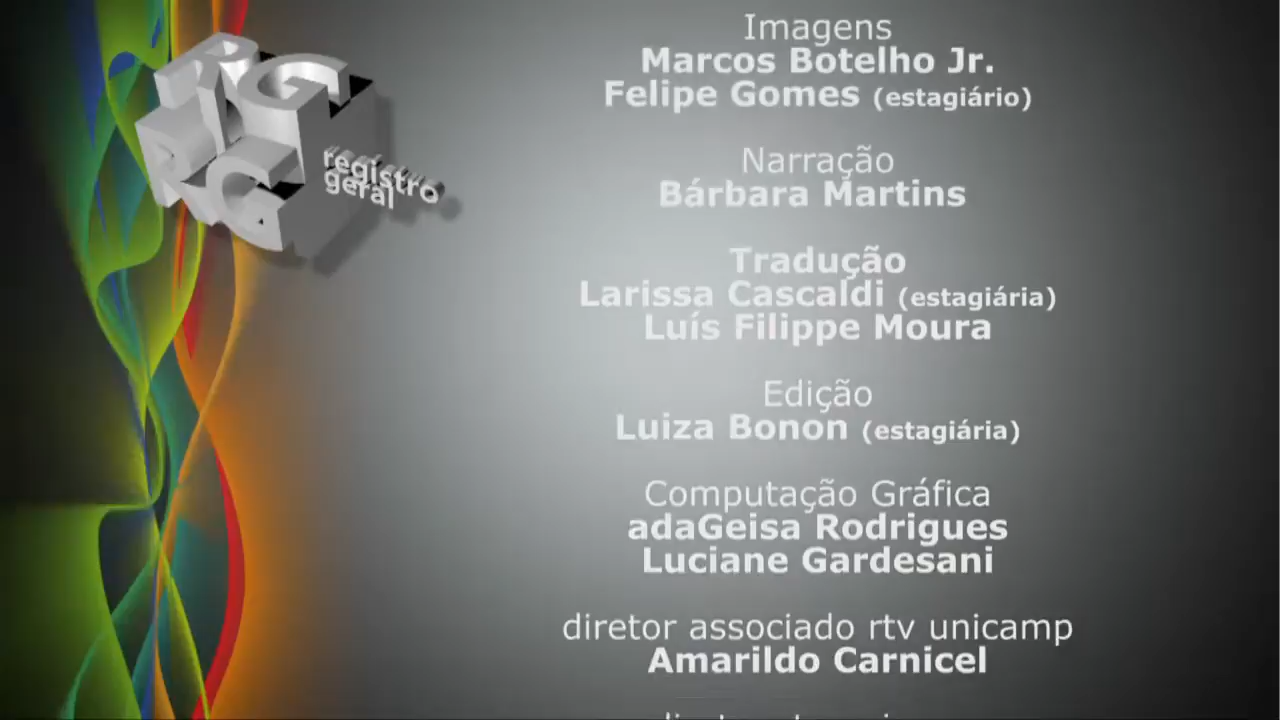 RG
RG
registro
geral
Imagens
Marcos Botelho Jr.
Felipe Gomes (estagiário)
Narração
Bárbara Martins
Tradução
Larissa Cascaldi (estagiária)
Luís Filippe Moura
Edição
Luiza Bonon (estagiária)
Computação Gráfica
adaGeisa Rodrigues
Luciane Gardesani
diretor associado rtv unicamp
Amarildo Carnicel